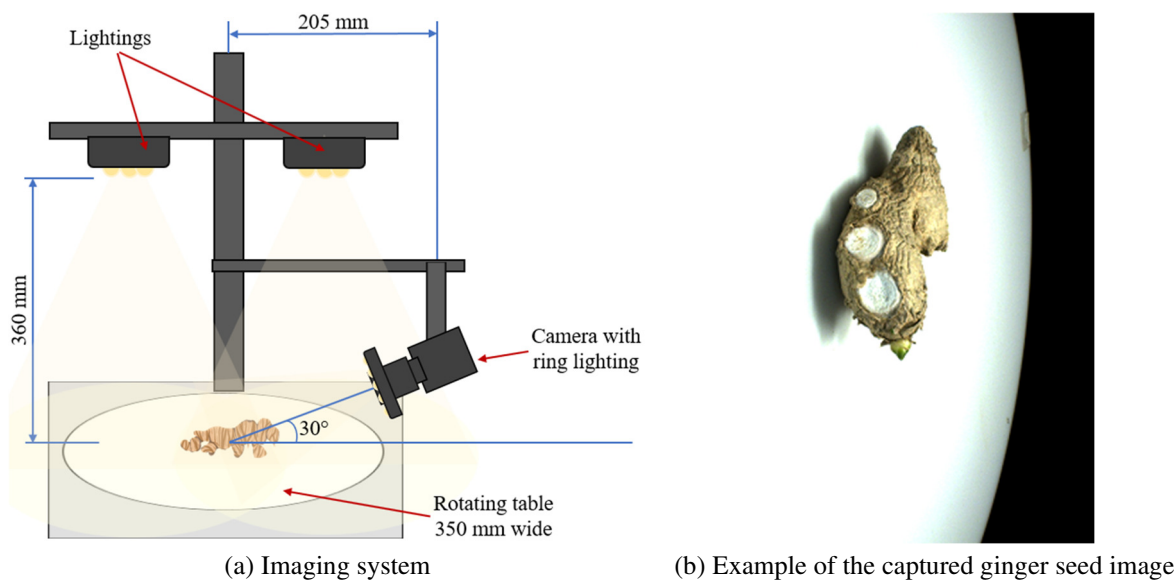 205 mm
Lightings
360 mm
Camera with
ring lighting
30°
Rotating table
350 mm wide
(a) Imaging system
(b) Example of the captured ginger seed image